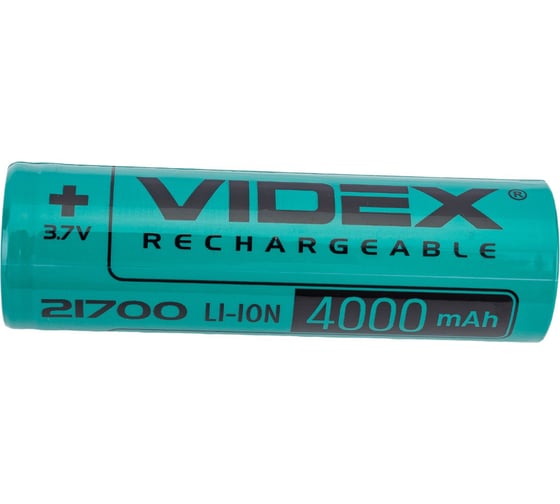 + VIDEX®
3.7V RECHARGEABLE
21700 LI-ION 4000 mAh